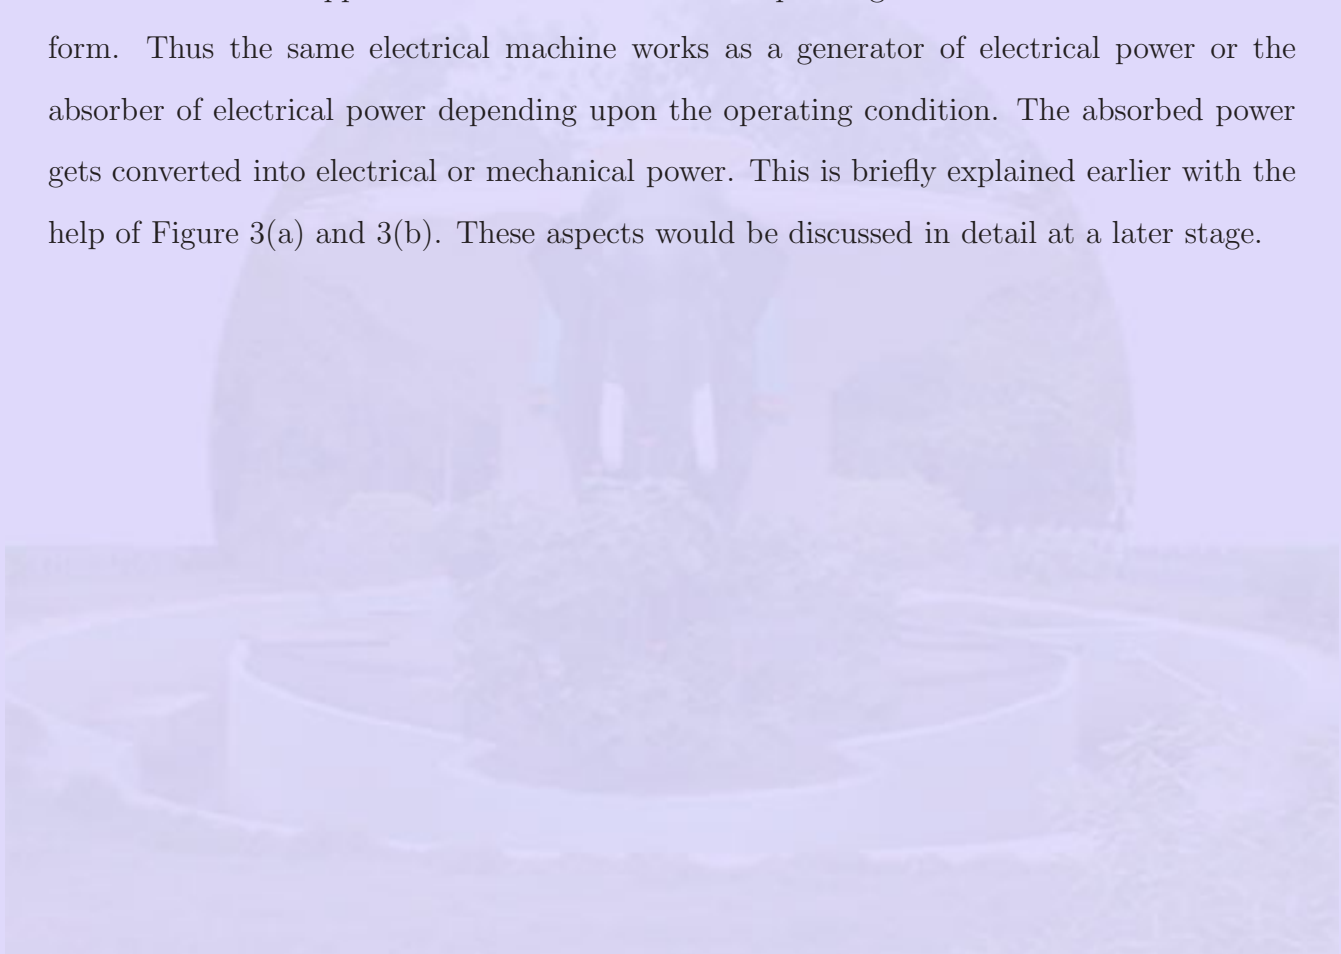 form. Thus the same electrical machine works as a generator of electrical power or the
absorber of electrical power depending upon the operating condition. The absorbed power
gets converted into electrical or mechanical power. This is briefly explained earlier with the
help of Figure 3(a) and 3(b). These aspects would be discussed in detail at a later stage.